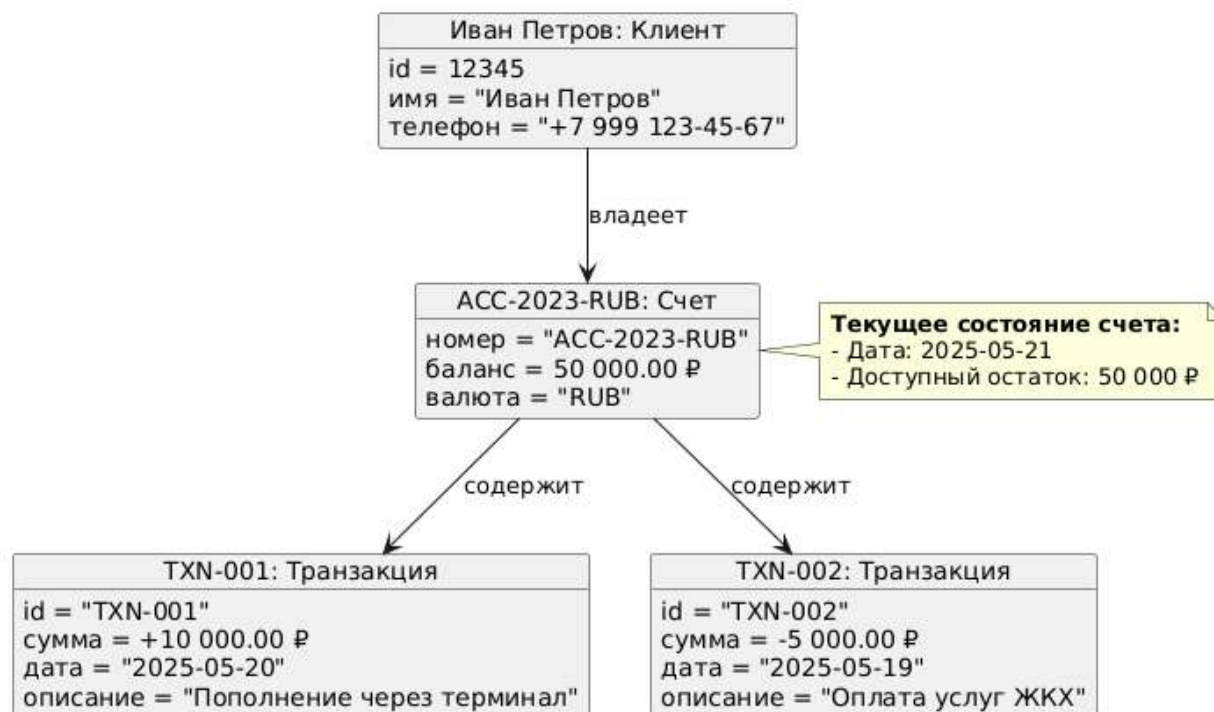 Иван Петров: Клиент
id = 12345
имя = "Иван Петров"
телефон = "+7 999 123-45-67"
владеет
ACC-2023-RUB: Счет
номер = "ACC-2023-RUB"
баланс = 50 000.00 ₽
валюта = "RUB"
Текущее состояние счета:
- Дата: 2025-05-21
- Доступный остаток: 50 000 ₽
содержит
содержит
TXN-001: Транзакция
id = "TXN-001"
сумма = +10 000.00 ₽
дата = "2025-05-20"
описание = "Пополнение через терминал"
TXN-002: Транзакция
id = "TXN-002"
сумма = -5 000.00 ₽
дата = "2025-05-19"
описание = "Оплата услуг ЖКХ"